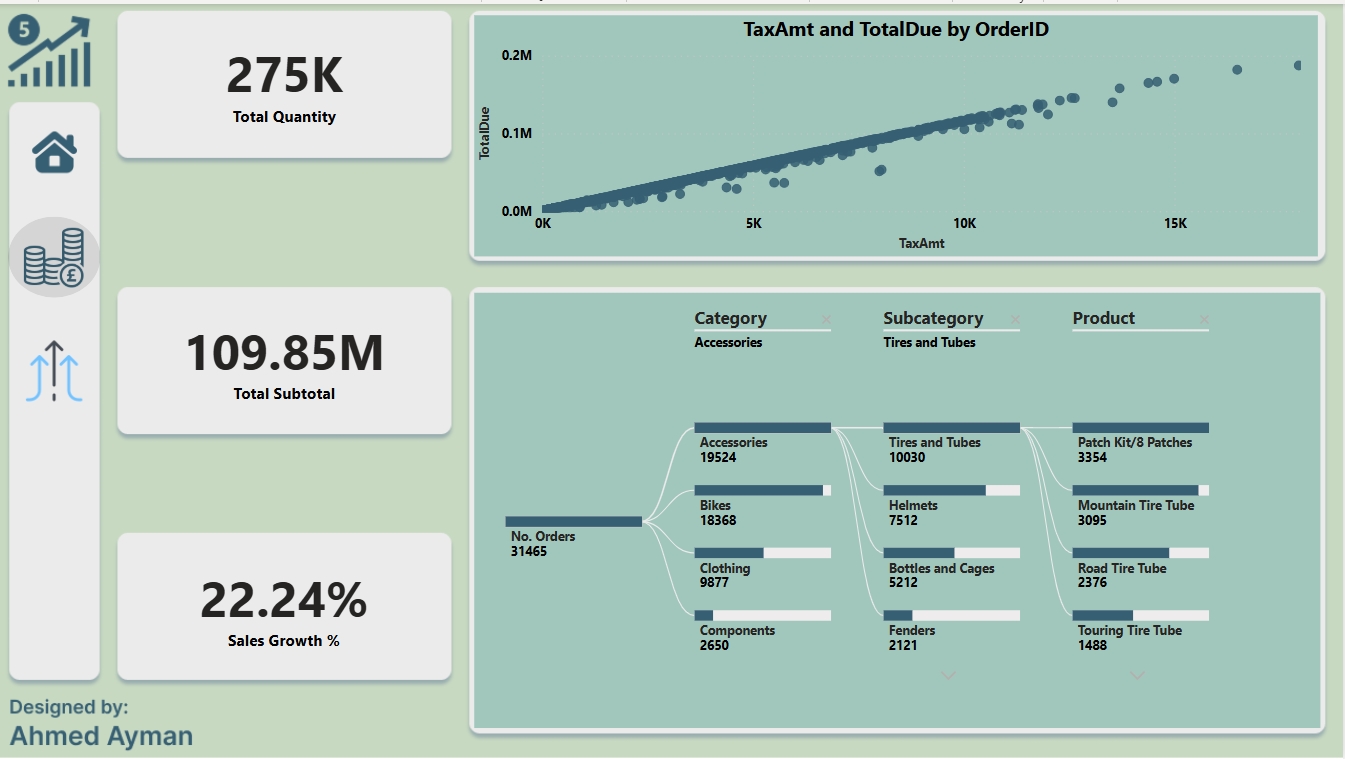 5
275K
Total Quantity
109.85M
Total Subtotal
22.24%
Sales Growth %
£
Designed by:
Ahmed Ayman
TaxAmt and TotalDue by OrderID
TotalDue
0.2M
0.1M
0.0M
0K 5K 10K 15K
TaxAmt
Category Subcategory Product
Accessories Tires and Tubes
No. Orders
31465
Accessories
19524
Bikes
18368
Clothing
9877
Components
2650
Tires and Tubes
10030
Helmets
7512
Bottles and Cages
5212
Fenders
2121
Patch Kit/8 Patches
3354
Mountain Tire Tube
3095
Road Tire Tube
2376
Touring Tire Tube
1488